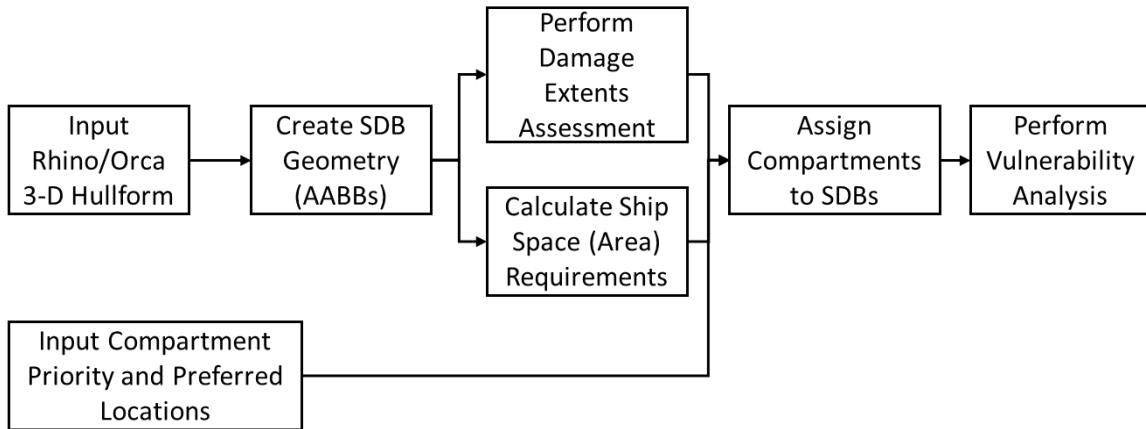 Input
Rhino/Orca
3-D Hullform
Create SDB
Geometry
(AABBs)
Perform
Damage
Extents
Assessment
Calculate Ship
Space (Area)
Requirements
Assign
Compartments
to SDBs
Perform
Vulnerability
Analysis
Input Compartment
Priority and Preferred
Locations